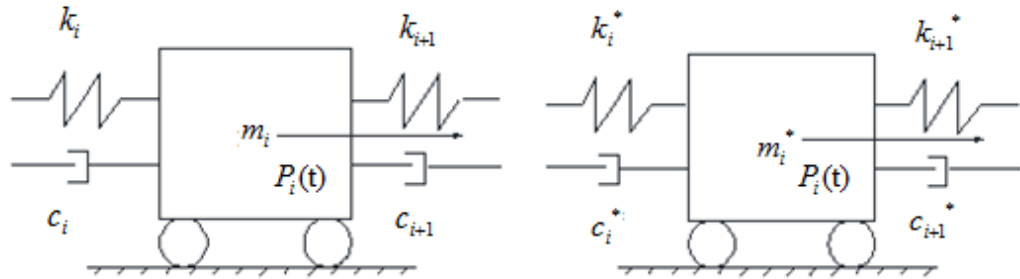 k_i k_{i+1} k_i^* k_{i+1}^*
m_i m_i^*
P_i(t) P_i(t)
c_i c_{i+1} c_i^* c_{i+1}^*